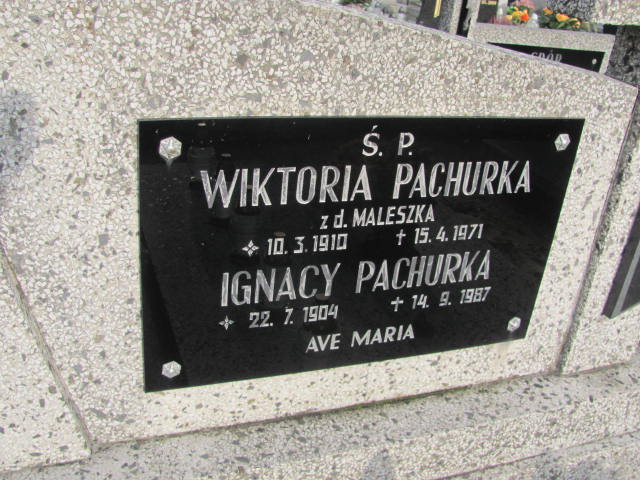 Ś. P.
WIKTORIA PACHURKA
z d. MALESZKA
10. 3. 1910 † 15. 4. 1971
IGNACY PACHURKA
22. 7. 1904 † 14. 9. 1987
AVE MARIA